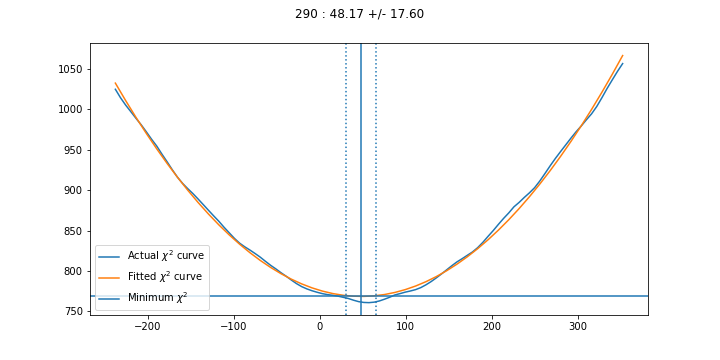 290 : 48.17 +/- 17.60
1050
1000
950
900
850
800
750
Actual χ² curve
Fitted χ² curve
Minimum χ²
−200 −100 0 100 200 300